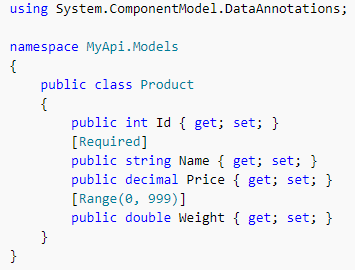 using System.ComponentModel.DataAnnotations;

namespace MyApi.Models
{
    public class Product
    {
        public int Id { get; set; }
        [Required]
        public string Name { get; set; }
        public decimal Price { get; set; }
        [Range(0, 999)]
        public double Weight { get; set; }
    }
}